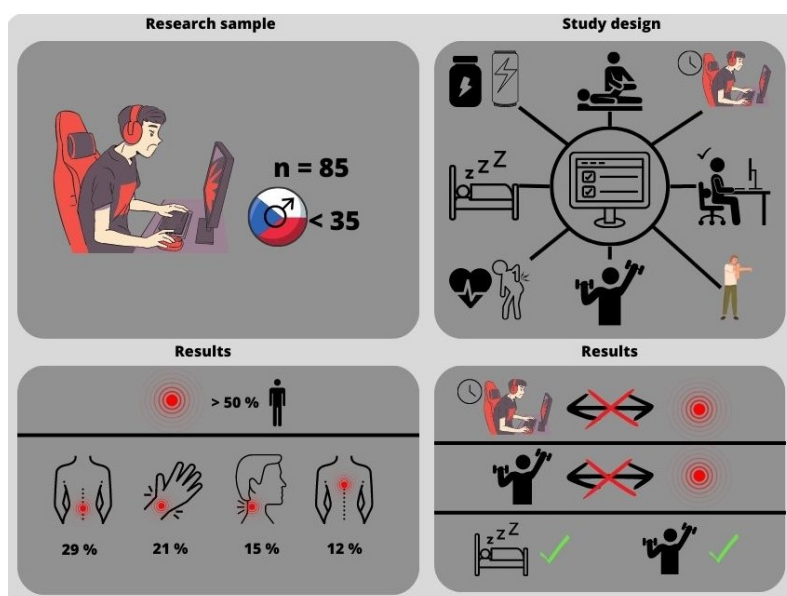 Research sample
n = 85
< 35
Study design
z z Z
Results
> 50 %
29 %
21 %
15 %
12 %
Results
z z Z